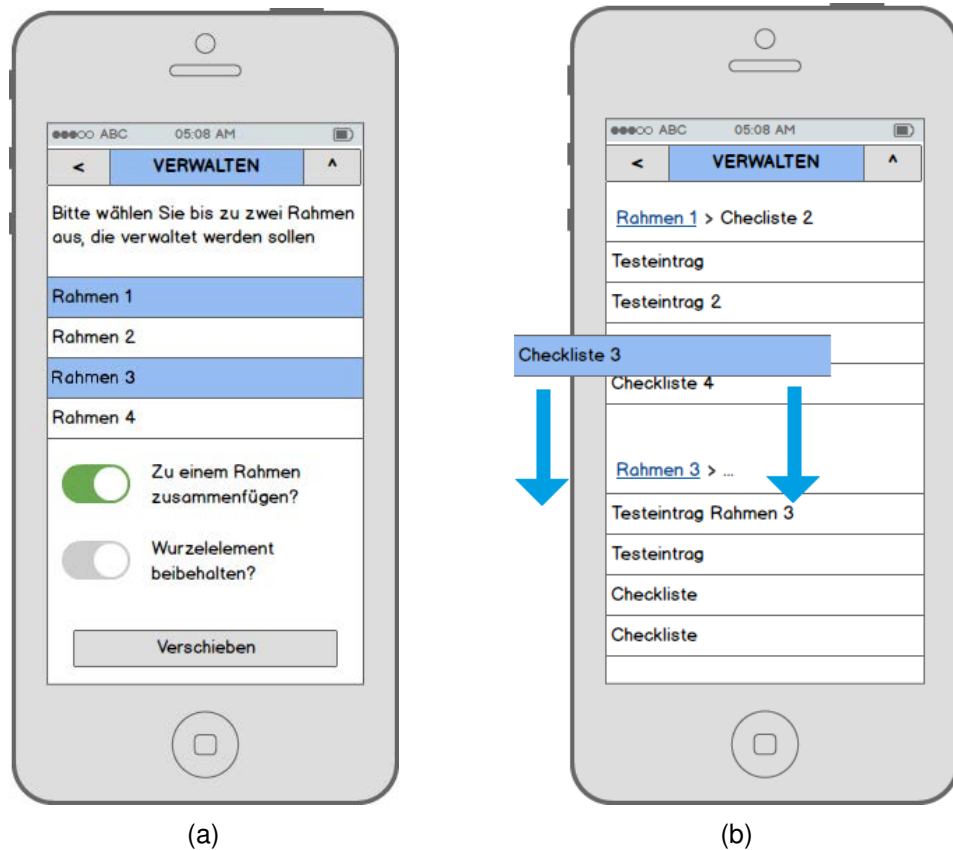 ABC 05:08 AM
< VERWALTEN ^
Bitte wählen Sie bis zu zwei Rahmen
aus, die verwaltet werden sollen
Rahmen 1
Rahmen 2
Rahmen 3
Rahmen 4
Zu einem Rahmen
zusammenfügen?
Wurzelelement
beibehalten?
Verschieben
(a)
ABC 05:08 AM
< VERWALTEN ^
Rahmen 1 > Checliste 2
Testeintrag
Testeintrag 2
Checkliste 3
Checkliste 4
Rahmen 3 > ...
Testeintrag Rahmen 3
Testeintrag
Checkliste
Checkliste
(b)